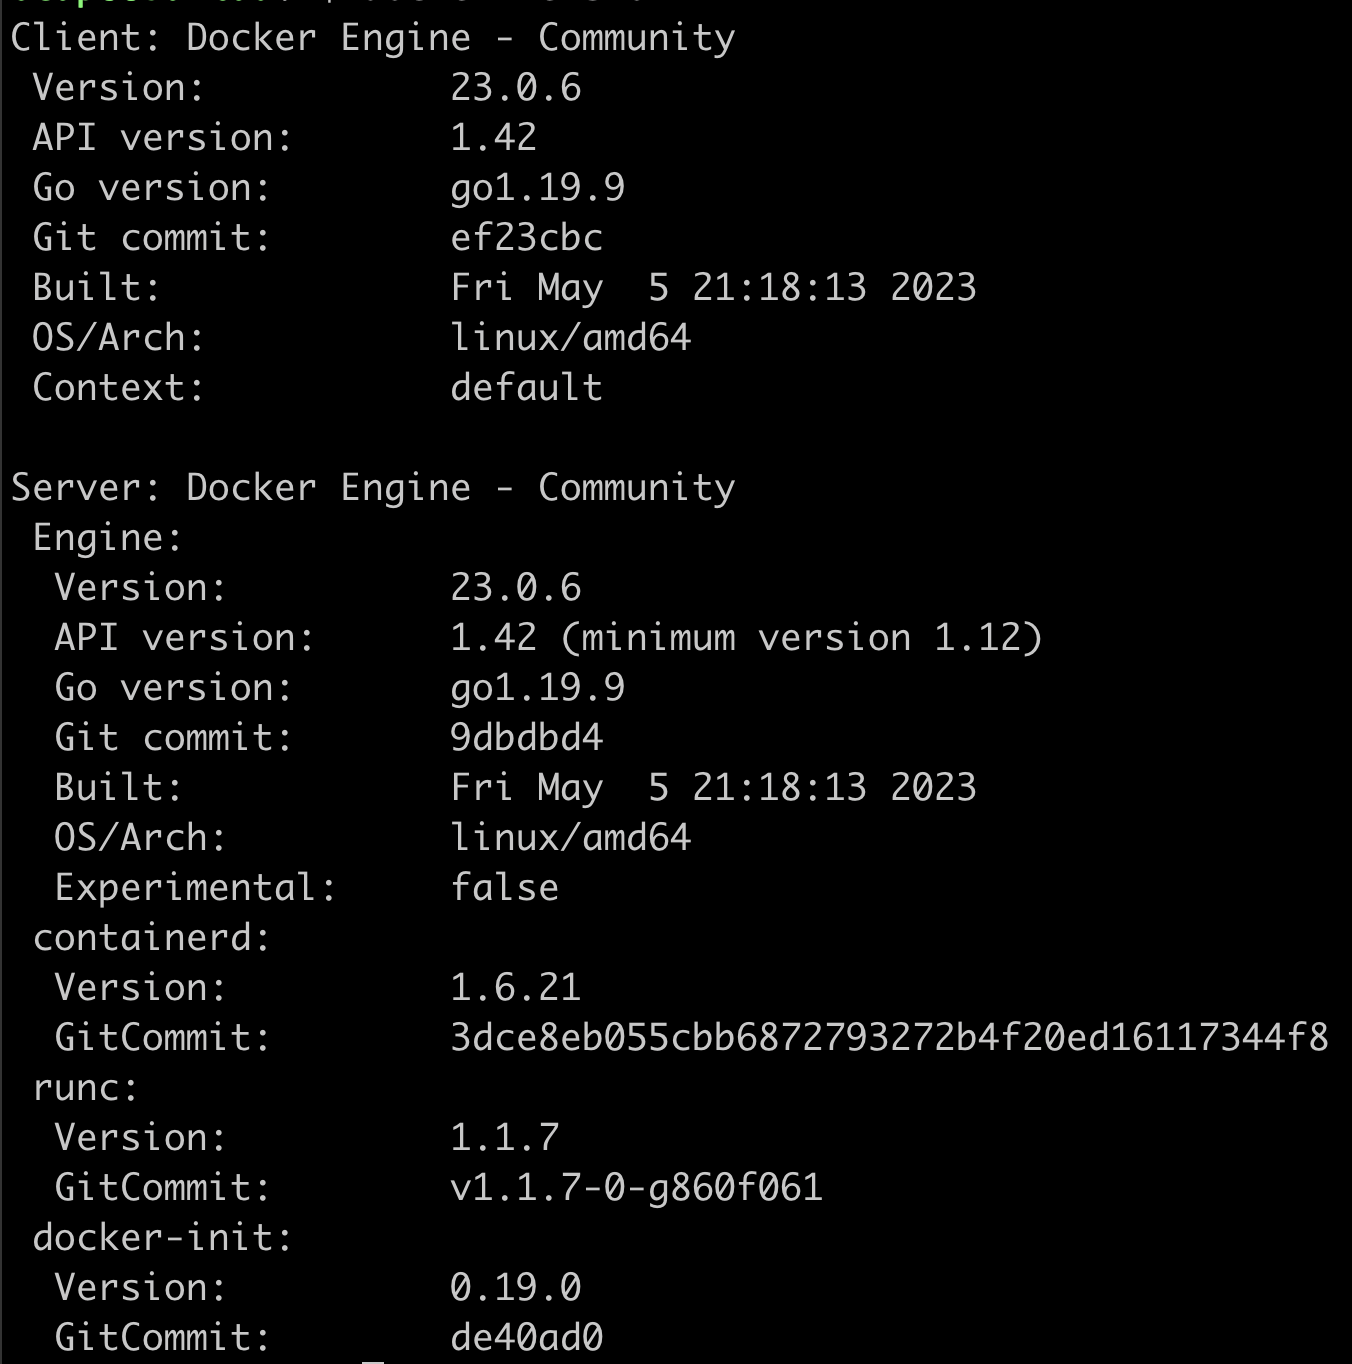 Client: Docker Engine - Community
 Version:           23.0.6
 API version:       1.42
 Go version:        go1.19.9
 Git commit:        ef23cbc
 Built:             Fri May  5 21:18:13 2023
 OS/Arch:           linux/amd64
 Context:           default

Server: Docker Engine - Community
 Engine:
  Version:          23.0.6
  API version:      1.42 (minimum version 1.12)
  Go version:       go1.19.9
  Git commit:       9dbdbd4
  Built:            Fri May  5 21:18:13 2023
  OS/Arch:          linux/amd64
  Experimental:     false
 containerd:
  Version:          1.6.21
  GitCommit:        3dce8eb055cbb6872793272b4f20ed16117344f8
 runc:
  Version:          1.1.7
  GitCommit:        v1.1.7-0-g860f061
 docker-init:
  Version:          0.19.0
  GitCommit:        de40ad0